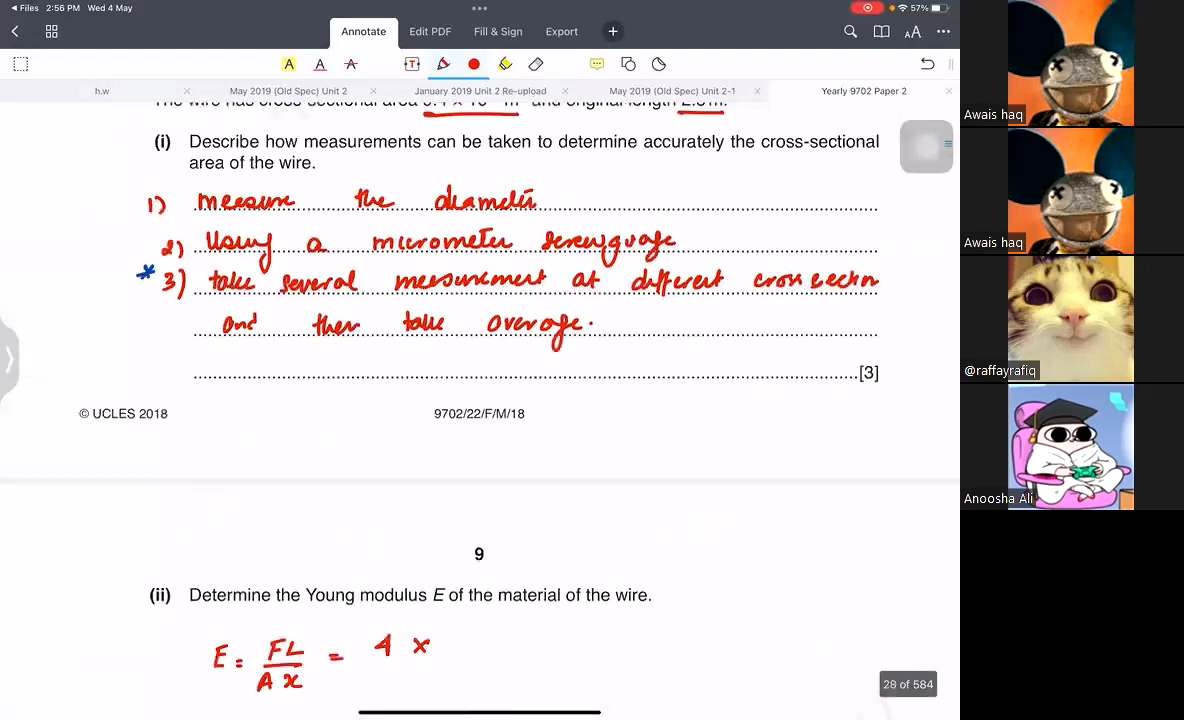 Files 2:56 PM Wed 4 May
57%
Annotate Edit PDF Fill & Sign Export
h.w May 2019 (Old Spec) Unit 2 January 2019 Unit 2 Re-upload May 2019 (Old Spec) Unit 2-1 Yearly 9702 Paper 2
(i) Describe how measurements can be taken to determine accurately the cross-sectional
area of the wire.
1) measure the diameter
2) Using a micrometer screw guage
* 3) take several measurement at different cross section
and then take average.
[3]
© UCLES 2018 9702/22/F/M/18
9
(ii) Determine the Young modulus E of the material of the wire.
E = FL / A x = 4 x
28 of 584
Awais haq
Awais haq
@raffayrafiq
Anoosha Ali